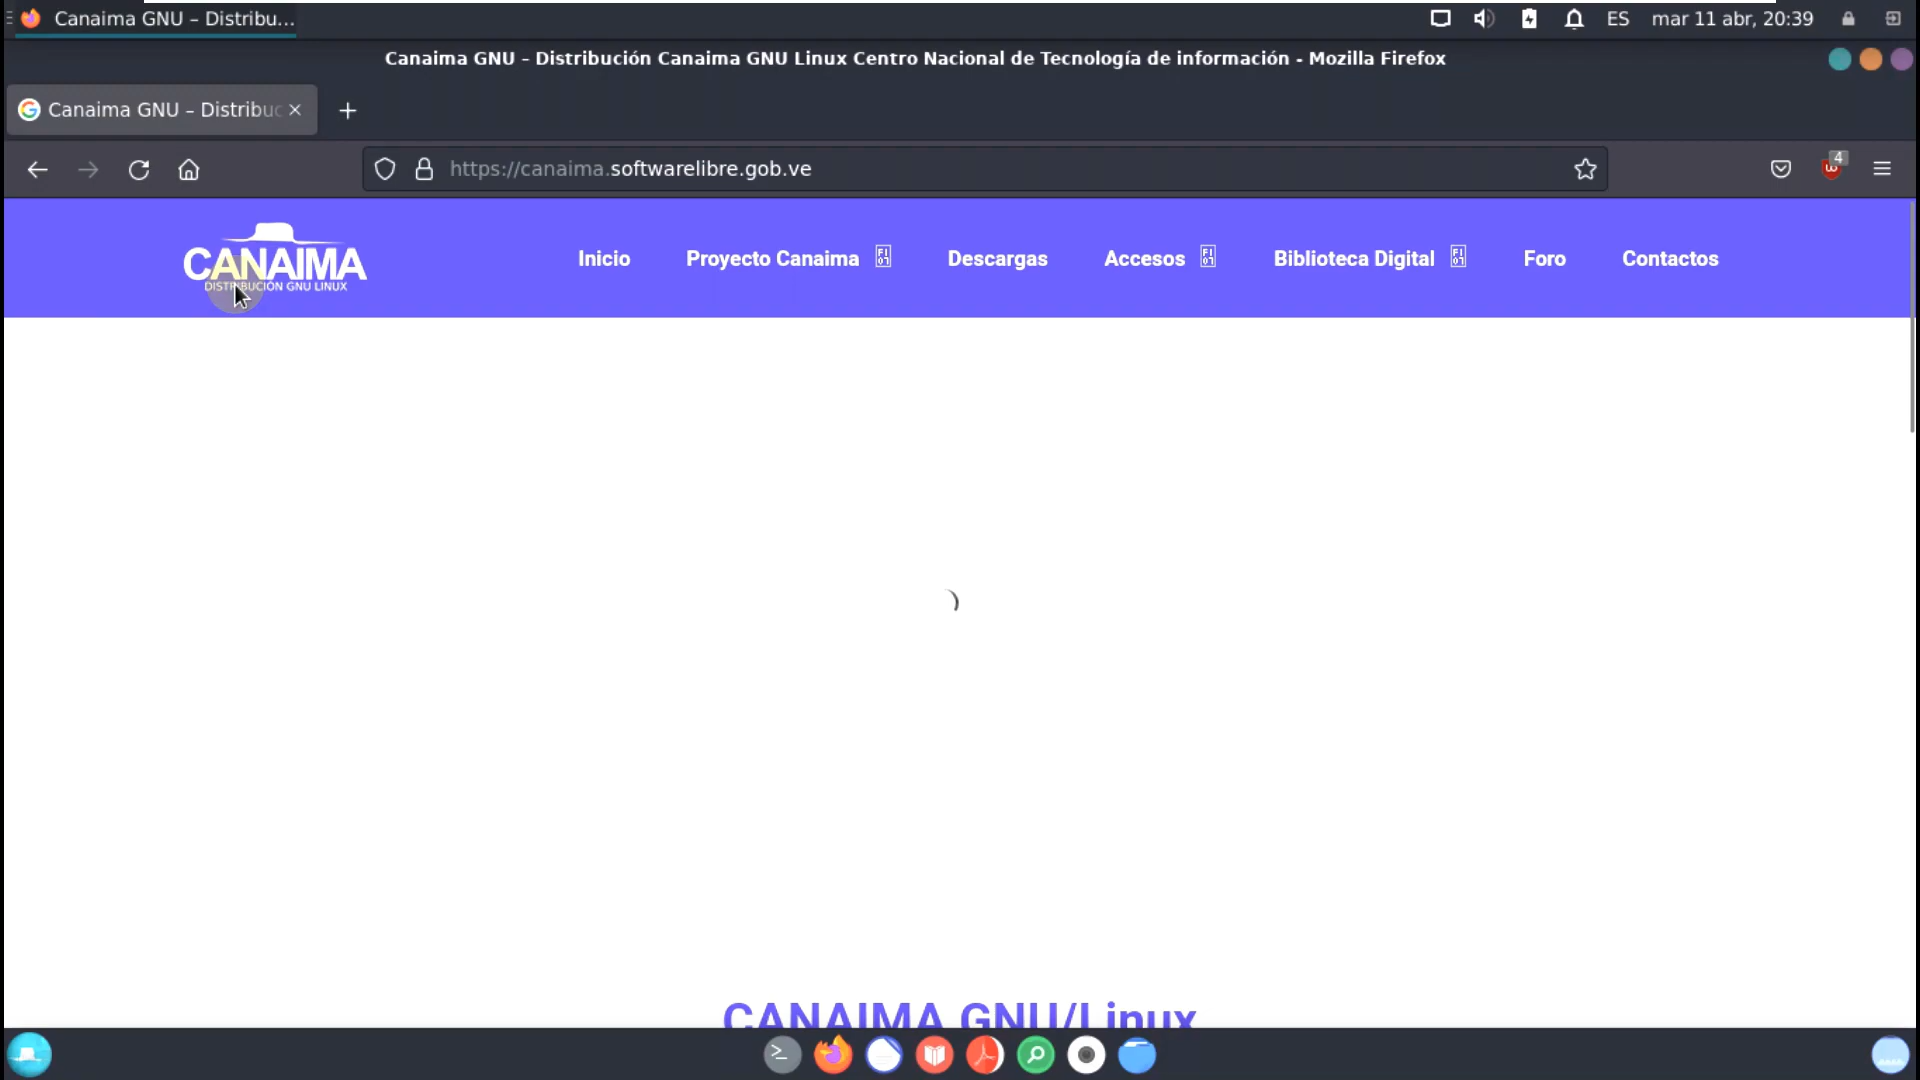 Canaima GNU – Distribu...
ES mar 11 abr, 20:39
Canaima GNU – Distribución Canaima GNU Linux Centro Nacional de Tecnología de información - Mozilla Firefox
Canaima GNU – Distribuc
https://canaima.softwarelibre.gob.ve
4
CANAIMA
DISTRIBUCIÓN GNU LINUX
Inicio Proyecto Canaima Descargas Accesos Biblioteca Digital Foro Contactos
CANAIMA GNU/Linux